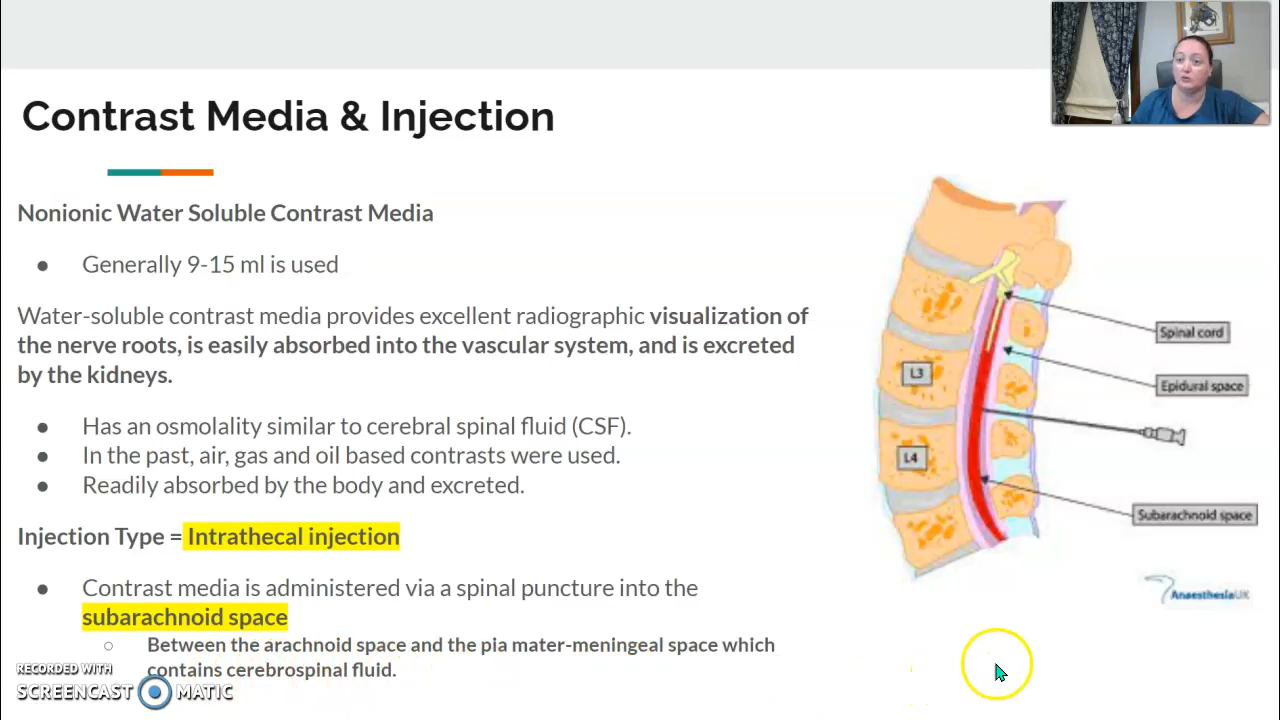 Contrast Media & Injection
Nonionic Water Soluble Contrast Media
● Generally 9-15 ml is used
Water-soluble contrast media provides excellent radiographic visualization of
the nerve roots, is easily absorbed into the vascular system, and is excreted
by the kidneys.
● Has an osmolality similar to cerebral spinal fluid (CSF).
● In the past, air, gas and oil based contrasts were used.
● Readily absorbed by the body and excreted.
Injection Type = Intrathecal injection
● Contrast media is administered via a spinal puncture into the
subarachnoid space
○ Between the arachnoid space and the pia mater-meningeal space which
contains cerebrospinal fluid.
Spinal cord
Epidural space
L3
L4
Subarachnoid space
AnaesthesiaUK
RECORDED WITH
SCREENCAST MATIC